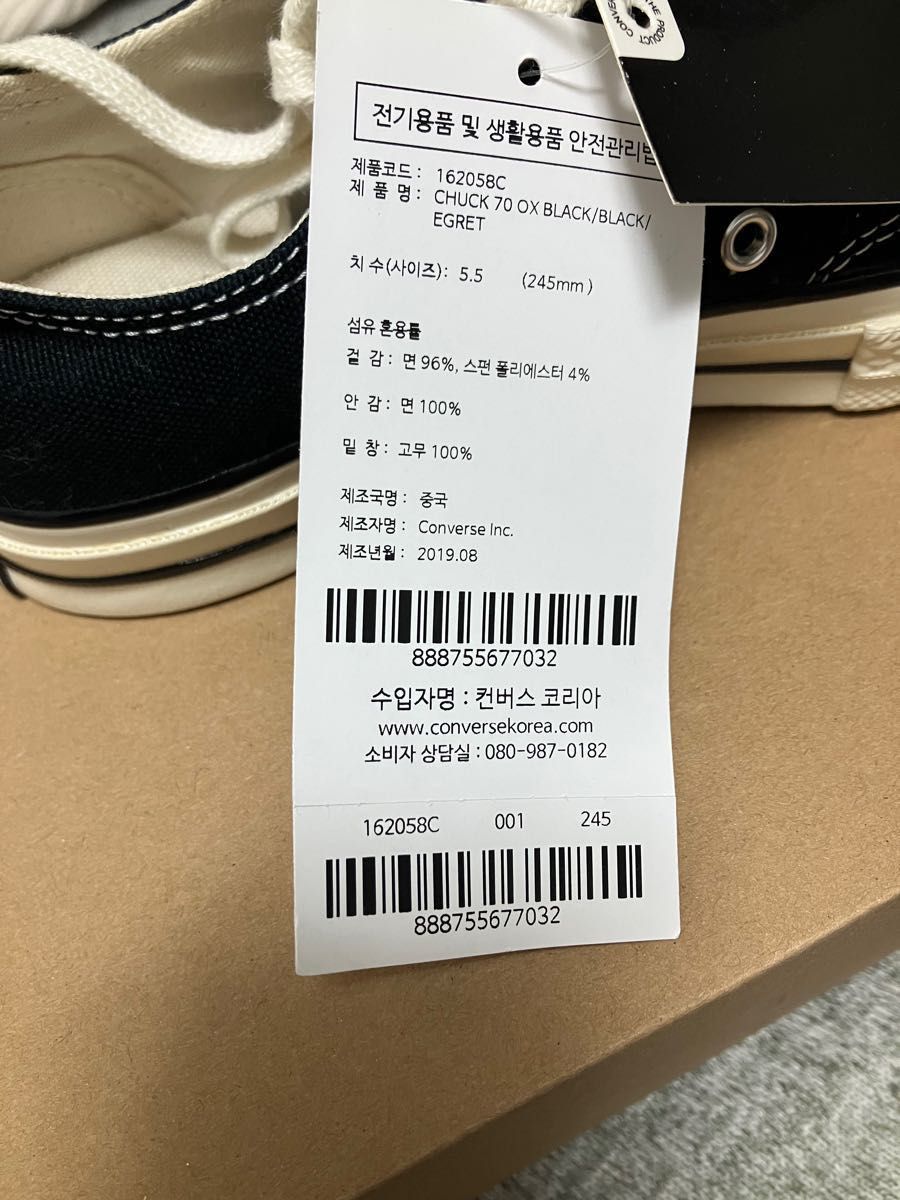 THE PRODUCT
전기용품 및 생활용품 안전관리법
제품코드 : 162058C
제 품 명 : CHUCK 70 OX BLACK/BLACK/
EGRET
치 수(사이즈): 5.5 (245mm)
섬유 혼용률
겉 감 : 면 96%, 스펀 폴리에스터 4%
안 감 : 면 100%
밑 창 : 고무 100%
제조국명 : 중국
제조자명 : Converse Inc.
제조년월 : 2019.08
888755677032
수입자명 : 컨버스 코리아
www.conversekorea.com
소비자 상담실 : 080-987-0182
162058C 001 245
888755677032